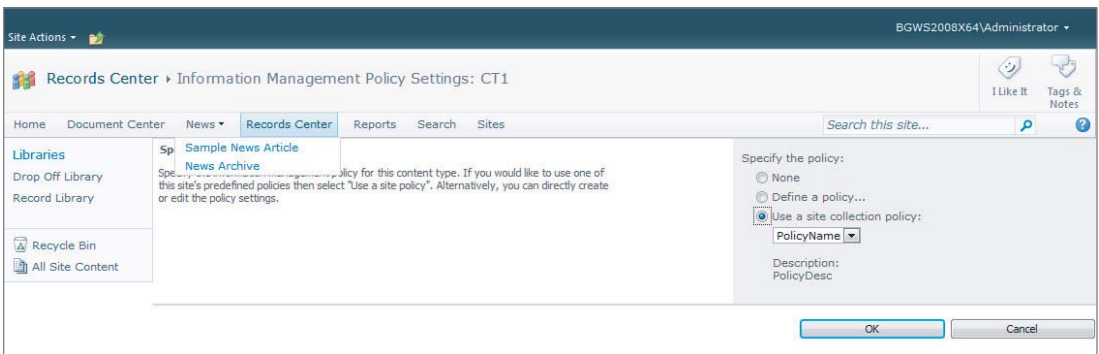 BGWS2008X64\Administrator
Site Actions
Records Center ▸ Information Management Policy Settings: CT1
I Like It
Tags &
Notes
Home Document Center News Records Center Reports Search Sites
Search this site...
Libraries
Drop Off Library
Record Library
Recycle Bin
All Site Content
Sp
Sample News Article
News Archive
policy for this content type. If you would like to use one of
this site's predefined policies then select "Use a site policy". Alternatively, you can directly create
or edit the policy settings.
Specify the policy:
None
Define a policy...
Use a site collection policy:
PolicyName
Description:
PolicyDesc
OK Cancel